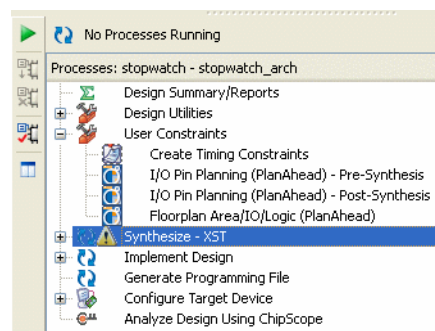 No Processes Running
Processes: stopwatch - stopwatch_arch
Design Summary/Reports
Design Utilities
User Constraints
Create Timing Constraints
I/O Pin Planning (PlanAhead) - Pre-Synthesis
I/O Pin Planning (PlanAhead) - Post-Synthesis
Floorplan Area/IO/Logic (PlanAhead)
Synthesize - XST
Implement Design
Generate Programming File
Configure Target Device
Analyze Design Using ChipScope